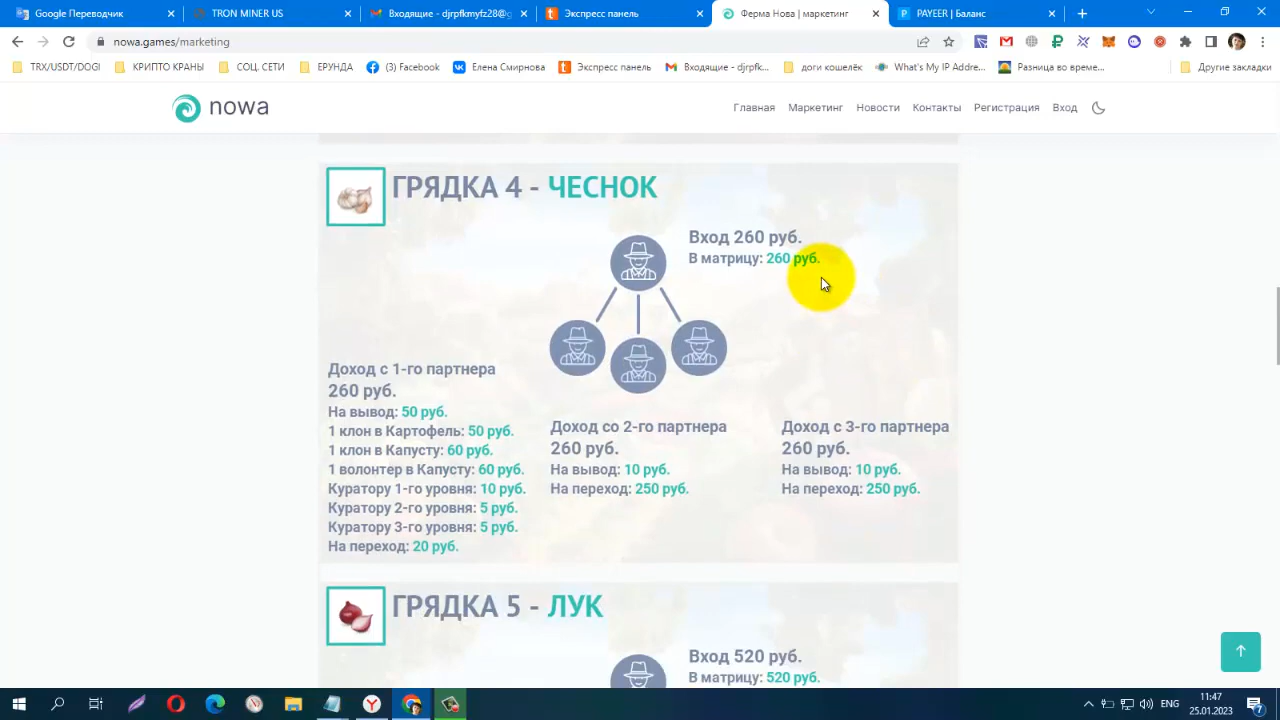 Google Переводчик
TRON MINER US
Входящие - djrpfkmyfz28@g
Экспресс панель
Ферма Нова | маркетинг
PAYEER | Баланс
nowa.games/marketing
TRX/USDT/DOGI
КРИПТО КРАНЫ
СОЦ. СЕТИ
ЕРУНДА
(3) Facebook
Елена Смирнова
Экспресс панель
Входящие - djrpfk...
доги кошелёк
What's My IP Addre...
Разница во време...
Другие закладки
nowa
Главная
Маркетинг
Новости
Контакты
Регистрация
Вход
ГРЯДКА 4 - ЧЕСНОК
Вход 260 руб.
В матрицу: 260 руб.
Доход с 1-го партнера
260 руб.
На вывод: 50 руб.
1 клон в Картофель: 50 руб.
1 клон в Капусту: 60 руб.
1 волонтер в Капусту: 60 руб.
Куратору 1-го уровня: 10 руб.
Куратору 2-го уровня: 5 руб.
Куратору 3-го уровня: 5 руб.
На переход: 20 руб.
Доход со 2-го партнера
260 руб.
На вывод: 10 руб.
На переход: 250 руб.
Доход с 3-го партнера
260 руб.
На вывод: 10 руб.
На переход: 250 руб.
ГРЯДКА 5 - ЛУК
Вход 520 руб.
В матрицу: 520 руб.
ENG
11:47
25.01.2023